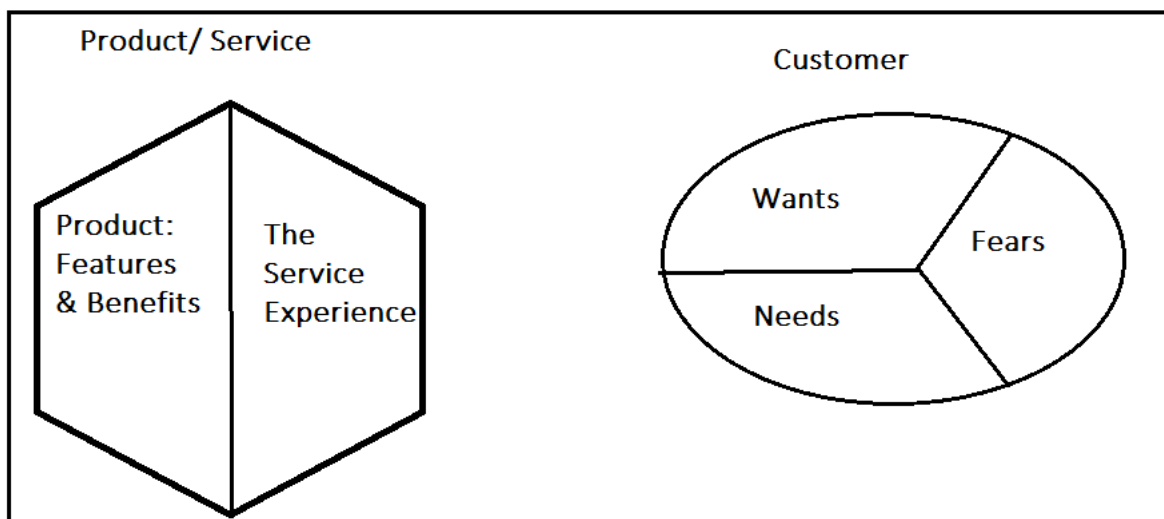 Product/ Service
Product:
Features
& Benefits
The
Service
Experience
Customer
Wants
Fears
Needs